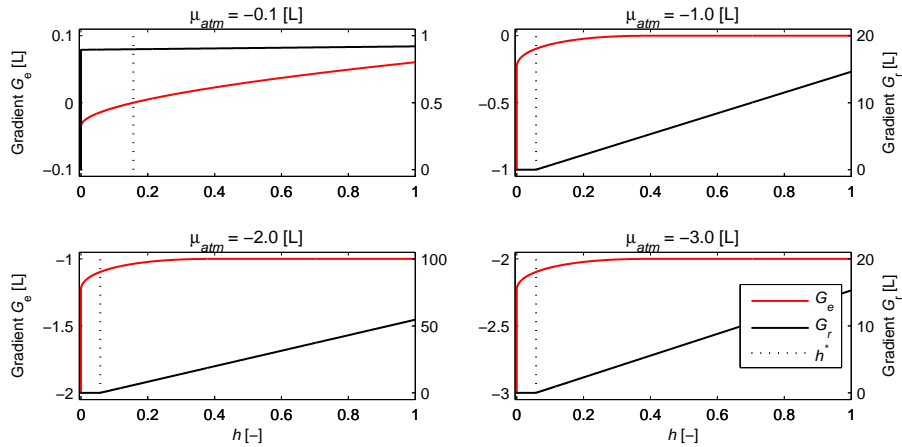 μatm = −0.1 [L]
μatm = −1.0 [L]
0.1
0
−0.1
1
0.5
0
Gradient Ge [L]
0 0.2 0.4 0.6 0.8 1
0
−0.5
−1
20
10
0
Gradient Ge [L]
Gradient Gr [L]
0 0.2 0.4 0.6 0.8 1
μatm = −2.0 [L]
μatm = −3.0 [L]
−1
−1.5
−2
100
50
0
Gradient Ge [L]
0 0.2 0.4 0.6 0.8 1
h [−]
−2
−2.5
−3
20
10
0
Gradient Gr [L]
Ge
Gr
h*
0 0.2 0.4 0.6 0.8 1
h [−]